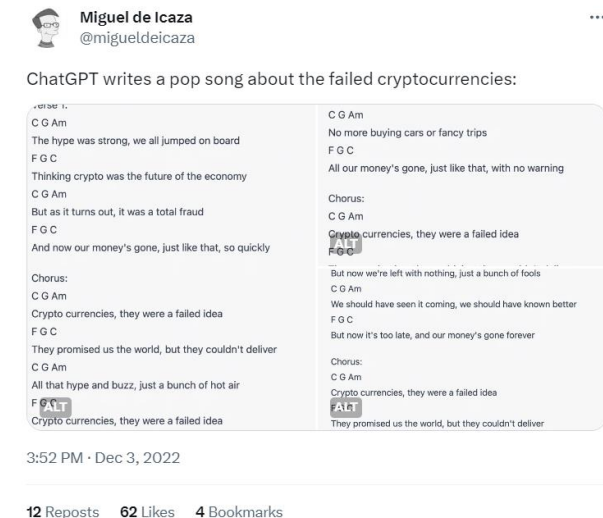 Miguel de Icaza
@migueldeicaza
ChatGPT writes a pop song about the failed cryptocurrencies:
Verse 1:
C G Am
The hype was strong, we all jumped on board
F G C
Thinking crypto was the future of the economy
C G Am
But as it turns out, it was a total fraud
F G C
And now our money's gone, just like that, so quickly
Chorus:
C G Am
Crypto currencies, they were a failed idea
F G C
They promised us the world, but they couldn't deliver
C G Am
All that hype and buzz, just a bunch of hot air
F G C
ALT
Crypto currencies, they were a failed idea
C G Am
No more buying cars or fancy trips
F G C
All our money's gone, just like that, with no warning
Chorus:
C G Am
Crypto currencies, they were a failed idea
ALT
F G C
But now we're left with nothing, just a bunch of fools
C G Am
We should have seen it coming, we should have known better
F G C
But now it's too late, and our money's gone forever
Chorus:
C G Am
Crypto currencies, they were a failed idea
ALT
They promised us the world, but they couldn't deliver
3:52 PM · Dec 3, 2022
12 Reposts 62 Likes 4 Bookmarks